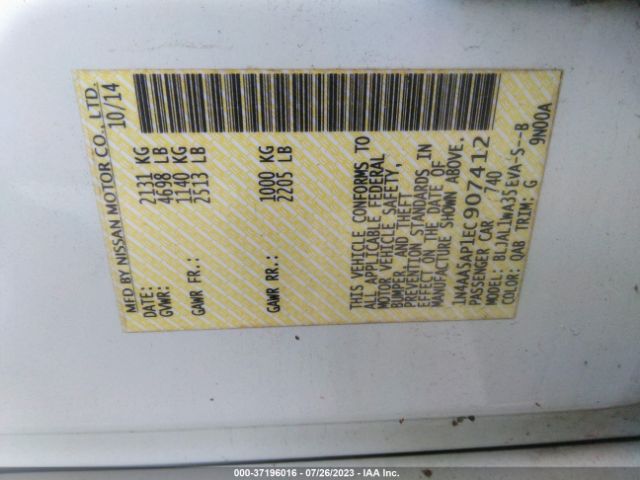 MFD BY NISSAN MOTOR CO., LTD.
DATE: 10/14
GVWR: 2131 KG
4698 LB
GAWR FR.: 1140 KG
2513 LB
GAWR RR.: 1000 KG
2205 LB
THIS VEHICLE CONFORMS TO
ALL APPLICABLE FEDERAL
MOTOR VEHICLE SAFETY,
BUMPER, AND THEFT
PREVENTION STANDARDS IN
EFFECT ON THE DATE OF
MANUFACTURE SHOWN ABOVE.
1N4AA5AP1EC907412
PASSENGER CAR 740
MODEL: BLJALLWA35EVA-S--B
COLOR: QAB TRIM: G 9N00A
000-37196016 - 07/26/2023 - IAA Inc.